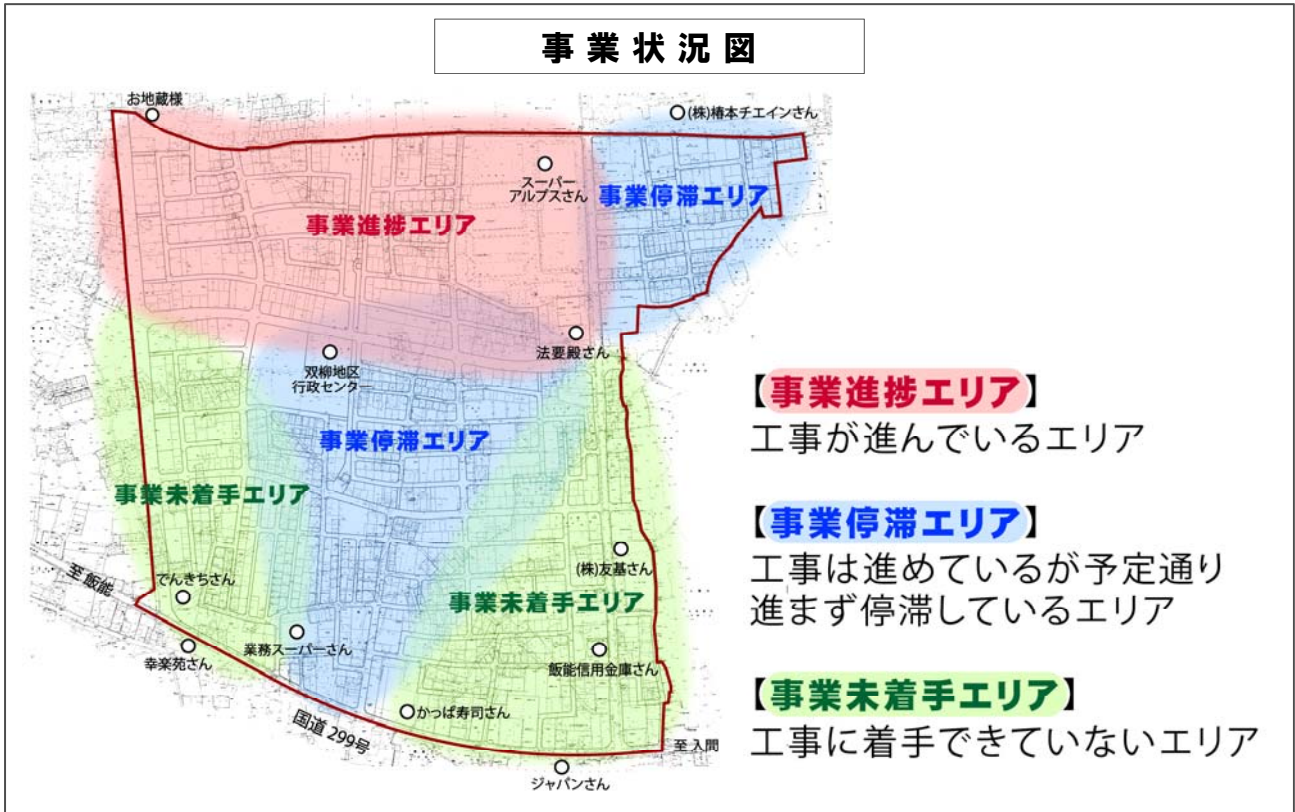 事業状況図
お地蔵様
(株)椿本チエインさん
スーパー
アルプスさん
事業停滞エリア
事業進捗エリア
法要殿さん
双柳地区
行政センター
事業停滞エリア
事業未着手エリア
(株)友基さん
至 飯能
でんきちさん
事業未着手エリア
業務スーパーさん
幸楽苑さん
飯能信用金庫さん
かっぱ寿司さん
国道 299号
至 入間
ジャパンさん
【事業進捗エリア】
工事が進んでいるエリア
【事業停滞エリア】
工事は進めているが予定通り
進まず停滞しているエリア
【事業未着手エリア】
工事に着手できていないエリア